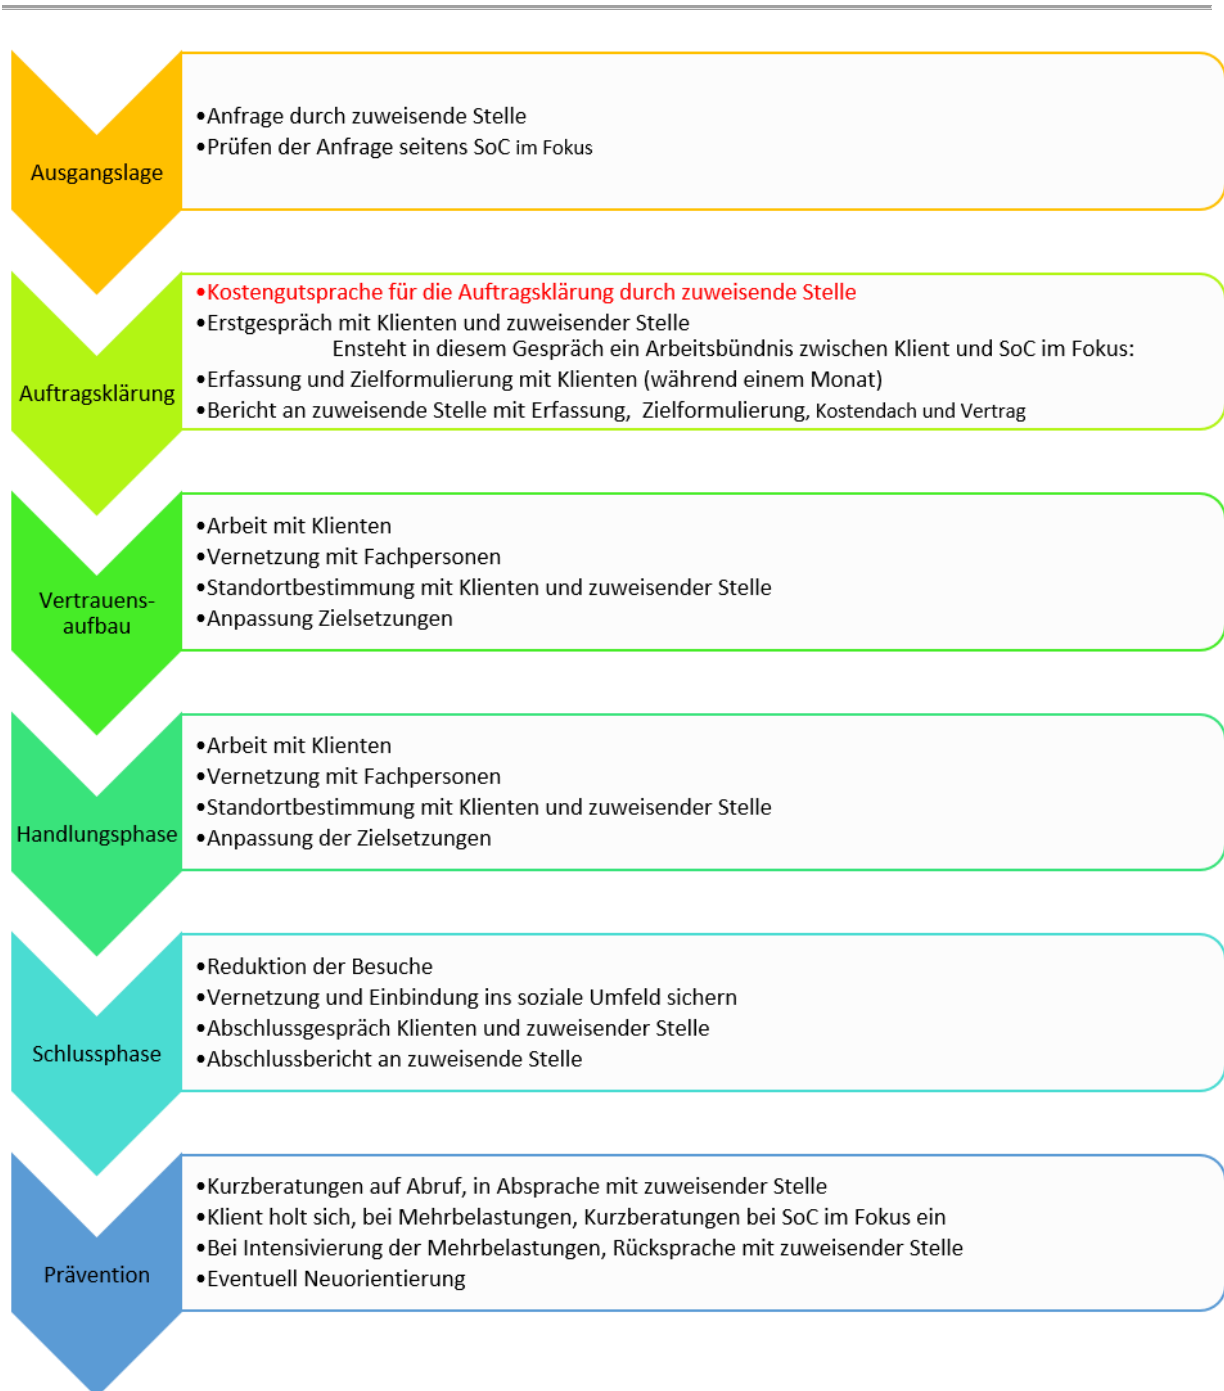 Ausgangslage
•Anfrage durch zuweisende Stelle
•Prüfen der Anfrage seitens SoC im Fokus
Auftragsklärung
•Kostengutsprache für die Auftragsklärung durch zuweisende Stelle
•Erstgespräch mit Klienten und zuweisender Stelle
Ensteht in diesem Gespräch ein Arbeitsbündnis zwischen Klient und SoC im Fokus:
•Erfassung und Zielformulierung mit Klienten (während einem Monat)
•Bericht an zuweisende Stelle mit Erfassung, Zielformulierung, Kostendach und Vertrag
Vertrauens-
aufbau
•Arbeit mit Klienten
•Vernetzung mit Fachpersonen
•Standortbestimmung mit Klienten und zuweisender Stelle
•Anpassung Zielsetzungen
Handlungsphase
•Arbeit mit Klienten
•Vernetzung mit Fachpersonen
•Standortbestimmung mit Klienten und zuweisender Stelle
•Anpassung der Zielsetzungen
Schlussphase
•Reduktion der Besuche
•Vernetzung und Einbindung ins soziale Umfeld sichern
•Abschlussgespräch Klienten und zuweisender Stelle
•Abschlussbericht an zuweisende Stelle
Prävention
•Kurzberatungen auf Abruf, in Absprache mit zuweisender Stelle
•Klient holt sich, bei Mehrbelastungen, Kurzberatungen bei SoC im Fokus ein
•Bei Intensivierung der Mehrbelastungen, Rücksprache mit zuweisender Stelle
•Eventuell Neuorientierung